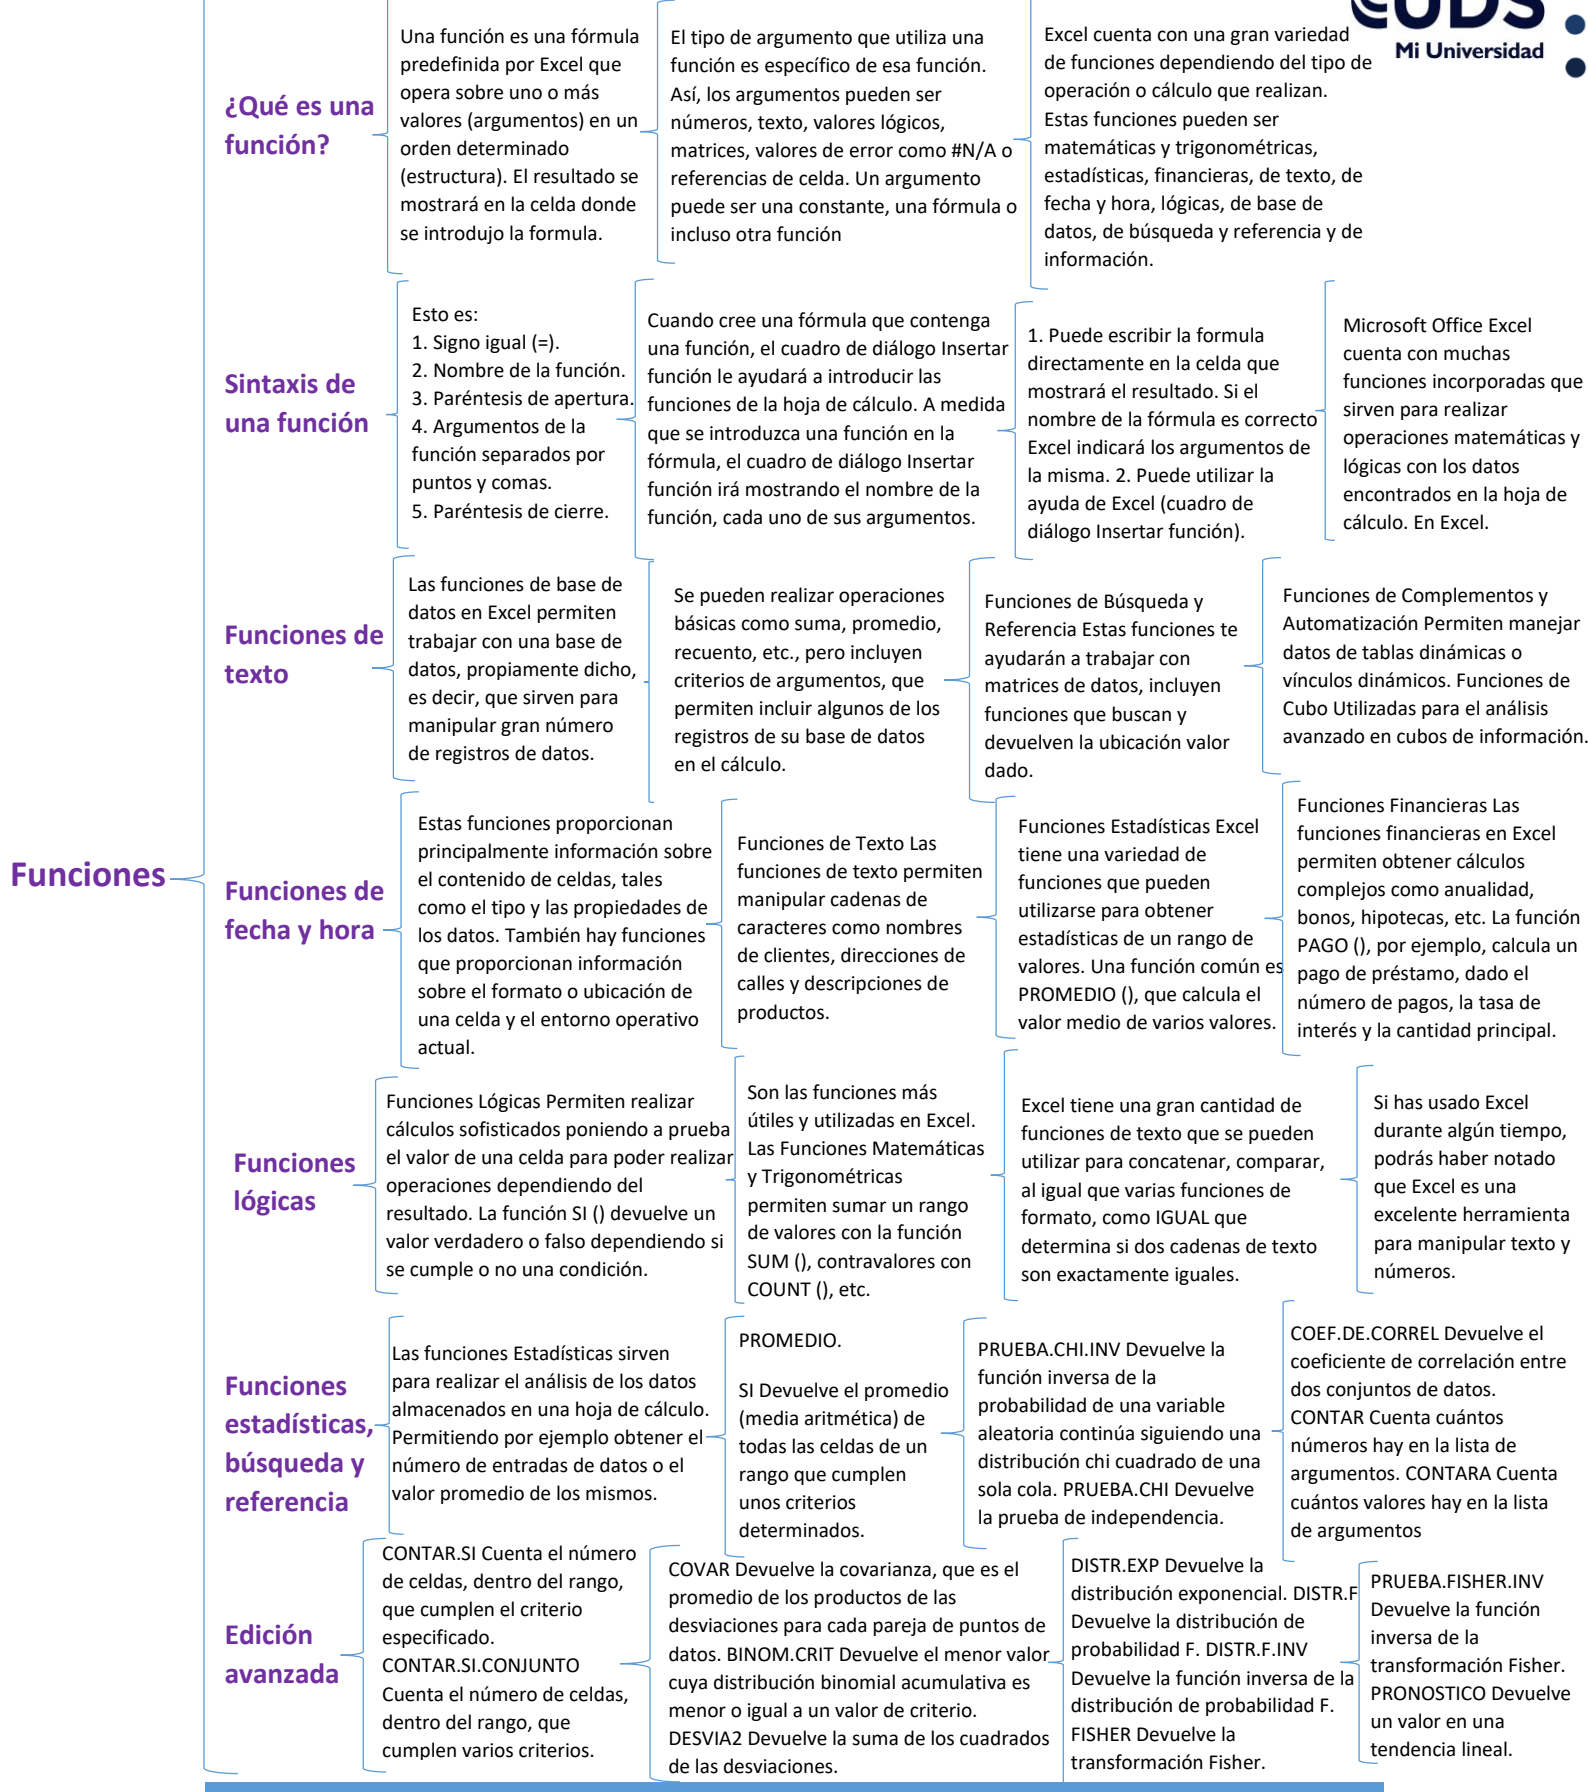 UDS
Mi Universidad
Funciones
¿Qué es una
función?
Una función es una fórmula
predefinida por Excel que
opera sobre uno o más
valores (argumentos) en un
orden determinado
(estructura). El resultado se
mostrará en la celda donde
se introdujo la formula.
El tipo de argumento que utiliza una
función es específico de esa función.
Así, los argumentos pueden ser
números, texto, valores lógicos,
matrices, valores de error como #N/A o
referencias de celda. Un argumento
puede ser una constante, una fórmula o
incluso otra función
Excel cuenta con una gran variedad
de funciones dependiendo del tipo de
operación o cálculo que realizan.
Estas funciones pueden ser
matemáticas y trigonométricas,
estadísticas, financieras, de texto, de
fecha y hora, lógicas, de base de
datos, de búsqueda y referencia y de
información.
Sintaxis de
una función
Esto es:
1. Signo igual (=).
2. Nombre de la función.
3. Paréntesis de apertura.
4. Argumentos de la
función separados por
puntos y comas.
5. Paréntesis de cierre.
Cuando cree una fórmula que contenga
una función, el cuadro de diálogo Insertar
función le ayudará a introducir las
funciones de la hoja de cálculo. A medida
que se introduzca una función en la
fórmula, el cuadro de diálogo Insertar
función irá mostrando el nombre de la
función, cada uno de sus argumentos.
1. Puede escribir la formula
directamente en la celda que
mostrará el resultado. Si el
nombre de la fórmula es correcto
Excel indicará los argumentos de
la misma. 2. Puede utilizar la
ayuda de Excel (cuadro de
diálogo Insertar función).
Microsoft Office Excel
cuenta con muchas
funciones incorporadas que
sirven para realizar
operaciones matemáticas y
lógicas con los datos
encontrados en la hoja de
cálculo. En Excel.
Funciones de
texto
Las funciones de base de
datos en Excel permiten
trabajar con una base de
datos, propiamente dicho,
es decir, que sirven para
manipular gran número
de registros de datos.
Se pueden realizar operaciones
básicas como suma, promedio,
recuento, etc., pero incluyen
criterios de argumentos, que
permiten incluir algunos de los
registros de su base de datos
en el cálculo.
Funciones de Búsqueda y
Referencia Estas funciones te
ayudarán a trabajar con
matrices de datos, incluyen
funciones que buscan y
devuelven la ubicación valor
dado.
Funciones de Complementos y
Automatización Permiten manejar
datos de tablas dinámicas o
vínculos dinámicos. Funciones de
Cubo Utilizadas para el análisis
avanzado en cubos de información.
Funciones de
fecha y hora
Estas funciones proporcionan
principalmente información sobre
el contenido de celdas, tales
como el tipo y las propiedades de
los datos. También hay funciones
que proporcionan información
sobre el formato o ubicación de
una celda y el entorno operativo
actual.
Funciones de Texto Las
funciones de texto permiten
manipular cadenas de
caracteres como nombres
de clientes, direcciones de
calles y descripciones de
productos.
Funciones Estadísticas Excel
tiene una variedad de
funciones que pueden
utilizarse para obtener
estadísticas de un rango de
valores. Una función común es
PROMEDIO (), que calcula el
valor medio de varios valores.
Funciones Financieras Las
funciones financieras en Excel
permiten obtener cálculos
complejos como anualidad,
bonos, hipotecas, etc. La función
PAGO (), por ejemplo, calcula un
pago de préstamo, dado el
número de pagos, la tasa de
interés y la cantidad principal.
Funciones
lógicas
Funciones Lógicas Permiten realizar
cálculos sofisticados poniendo a prueba
el valor de una celda para poder realizar
operaciones dependiendo del
resultado. La función SI () devuelve un
valor verdadero o falso dependiendo si
se cumple o no una condición.
Son las funciones más
útiles y utilizadas en Excel.
Las Funciones Matemáticas
y Trigonométricas
permiten sumar un rango
de valores con la función
SUM (), contravalores con
COUNT (), etc.
Excel tiene una gran cantidad de
funciones de texto que se pueden
utilizar para concatenar, comparar,
al igual que varias funciones de
formato, como IGUAL que
determina si dos cadenas de texto
son exactamente iguales.
Si has usado Excel
durante algún tiempo,
podrás haber notado
que Excel es una
excelente herramienta
para manipular texto y
números.
Funciones
estadísticas,
búsqueda y
referencia
Las funciones Estadísticas sirven
para realizar el análisis de los datos
almacenados en una hoja de cálculo.
Permitiendo por ejemplo obtener el
número de entradas de datos o el
valor promedio de los mismos.
PROMEDIO.
SI Devuelve el promedio
(media aritmética) de
todas las celdas de un
rango que cumplen
unos criterios
determinados.
PRUEBA.CHI.INV Devuelve la
función inversa de la
probabilidad de una variable
aleatoria continúa siguiendo una
distribución chi cuadrado de una
sola cola. PRUEBA.CHI Devuelve
la prueba de independencia.
COEF.DE.CORREL Devuelve el
coeficiente de correlación entre
dos conjuntos de datos.
CONTAR Cuenta cuántos
números hay en la lista de
argumentos. CONTARA Cuenta
cuántos valores hay en la lista
de argumentos
Edición
avanzada
CONTAR.SI Cuenta el número
de celdas, dentro del rango,
que cumplen el criterio
especificado.
CONTAR.SI.CONJUNTO
Cuenta el número de celdas,
dentro del rango, que
cumplen varios criterios.
COVAR Devuelve la covarianza, que es el
promedio de los productos de las
desviaciones para cada pareja de puntos de
datos. BINOM.CRIT Devuelve el menor valor
cuya distribución binomial acumulativa es
menor o igual a un valor de criterio.
DESVIA2 Devuelve la suma de los cuadrados
de las desviaciones.
DISTR.EXP Devuelve la
distribución exponencial. DISTR.F
Devuelve la distribución de
probabilidad F. DISTR.F.INV
Devuelve la función inversa de la
distribución de probabilidad F.
FISHER Devuelve la
transformación Fisher.
PRUEBA.FISHER.INV
Devuelve la función
inversa de la
transformación Fisher.
PRONOSTICO Devuelve
un valor en una
tendencia lineal.